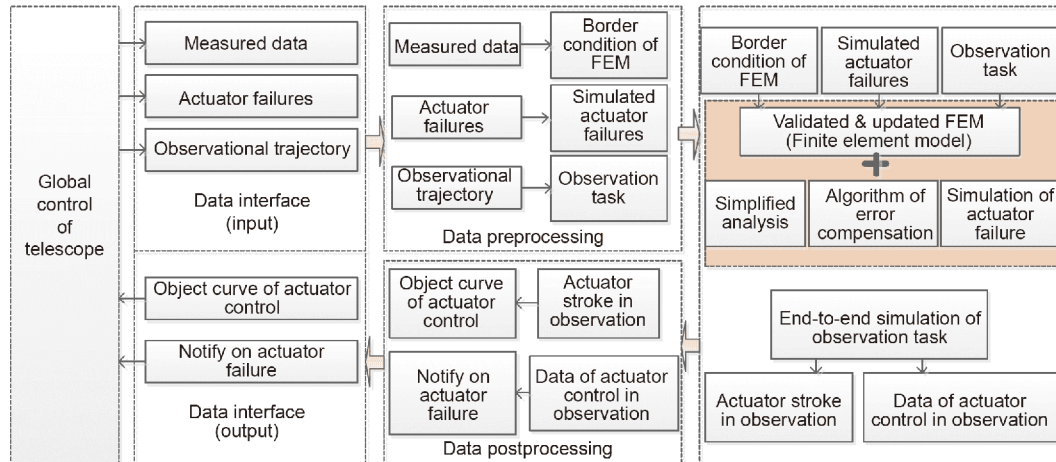 Global
control
of
telescope
Measured data
Actuator failures
Observational trajectory
Data interface
(input)
Measured data
Border
condition of
FEM
Actuator
failures
Simulated
actuator
failures
Observational
trajectory
Observation
task
Data preprocessing
Border
condition of
FEM
Simulated
actuator
failures
Observation
task
Validated & updated FEM
(Finite element model)
Simplified
analysis
Algorithm of
error
compensation
Simulation of
actuator
failure
Object curve of actuator
control
Notify on actuator
failure
Data interface
(output)
Object curve
of actuator
control
Actuator
stroke in
observation
Notify on
actuator
failure
Data of actuator
control in
observation
Data postprocessing
End-to-end simulation of
observation task
Actuator stroke
in observation
Data of actuator
control in observation